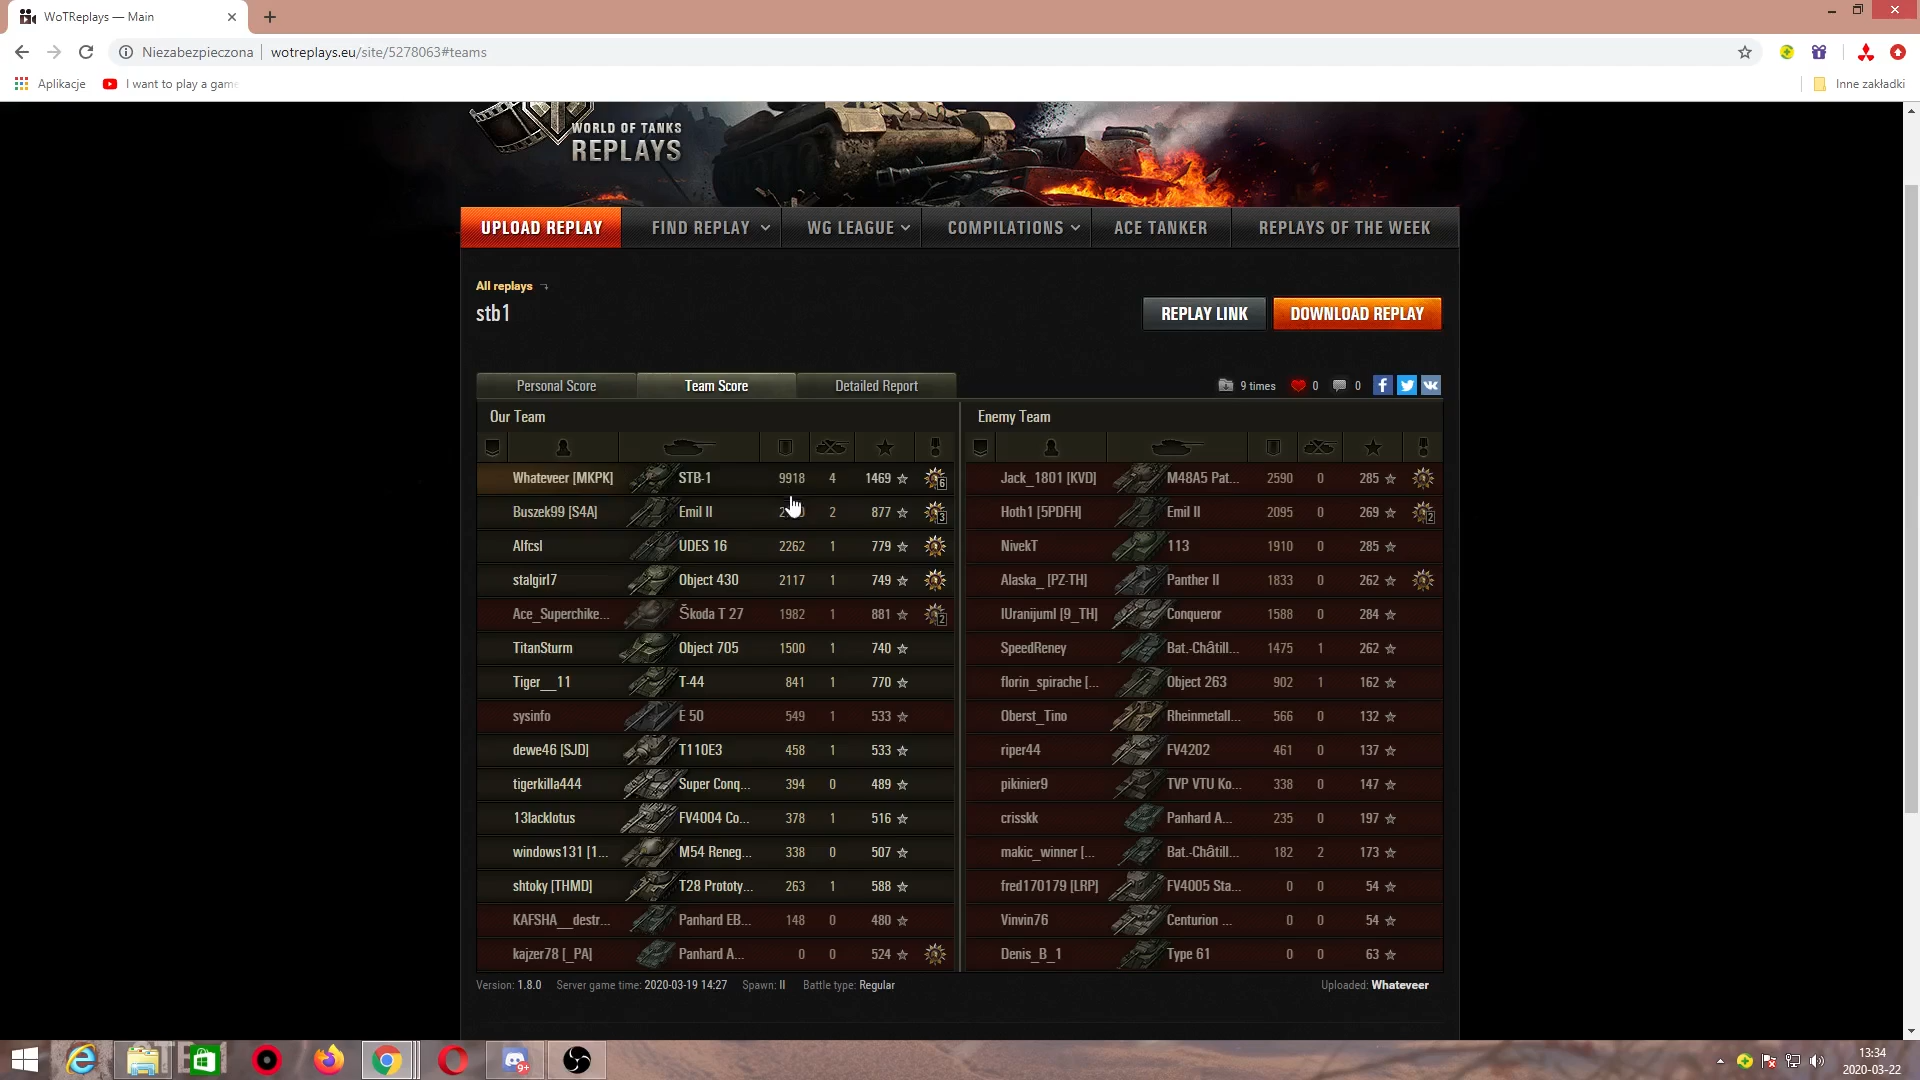 WoTReplays — Main
Niezabezpieczona wotreplays.eu/site/5278063#teams
Aplikacje I want to play a game Inne zakładki
WORLD OF TANKS
REPLAYS
UPLOAD REPLAY FIND REPLAY WG LEAGUE COMPILATIONS ACE TANKER REPLAYS OF THE WEEK
All replays
stb1
REPLAY LINK DOWNLOAD REPLAY
Personal Score Team Score Detailed Report 9 times 0 0
Our Team Enemy Team
Whateveer [MKPK] STB-1 9918 4 1469 6 Jack_1801 [KVD] M48A5 Pat... 2590 0 285
Buszek99 [S4A] Emil II 2 877 3 Hoth1 [5PDFH] Emil II 2095 0 269 2
Alfcsl UDES 16 2262 1 779 NivekT 113 1910 0 285
stalgirl7 Object 430 2117 1 749 Alaska_ [PZ-TH] Panther II 1833 0 262
Ace_Superchike... Škoda T 27 1982 1 881 2 IUranijumI [9_TH] Conqueror 1588 0 284
TitanSturm Object 705 1500 1 740 SpeedReney Bat.-Châtill... 1475 1 262
Tiger__11 T-44 841 1 770 florin_spirache [... Object 263 902 1 162
sysinfo E 50 549 1 533 Oberst_Tino Rheinmetall... 566 0 132
dewe46 [SJD] T110E3 458 1 533 riper44 FV4202 461 0 137
tigerkilla444 Super Conq... 394 0 489 pikinier9 TVP VTU Ko... 338 0 147
13lacklotus FV4004 Co... 378 1 516 crisskk Panhard A... 235 0 197
windows131 [1... M54 Reneg... 338 0 507 makic_winner [... Bat.-Châtill... 182 2 173
shtoky [THMD] T28 Prototy... 263 1 588 fred170179 [LRP] FV4005 Sta... 0 0 54
KAFSHA__destr... Panhard EB... 148 0 480 Vinvin76 Centurion ... 0 0 54
kajzer78 [_PA] Panhard A... 0 0 524 Denis_B_1 Type 61 0 0 63
Version: 1.8.0 Server game time: 2020-03-19 14:27 Spawn: II Battle type: Regular Uploaded: Whateveer
9+
13:34
2020-03-22